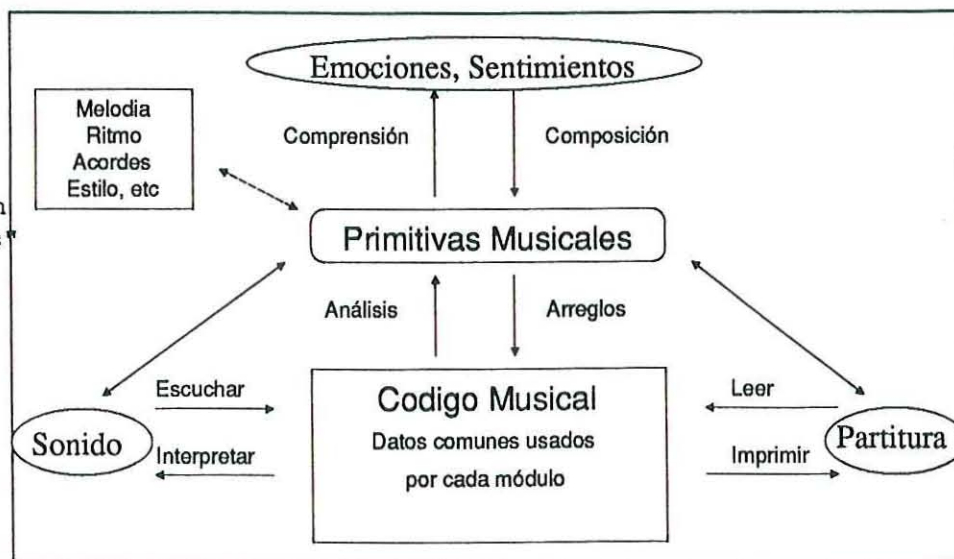 Emociones, Sentimientos
Melodia
Ritmo
Acordes
Estilo, etc
Comprensión
Composición
Primitivas Musicales
Análisis
Arreglos
Escuchar
Codigo Musical
Leer
Sonido
Datos comunes usados
Partitura
Interpretar
por cada módulo
Imprimir